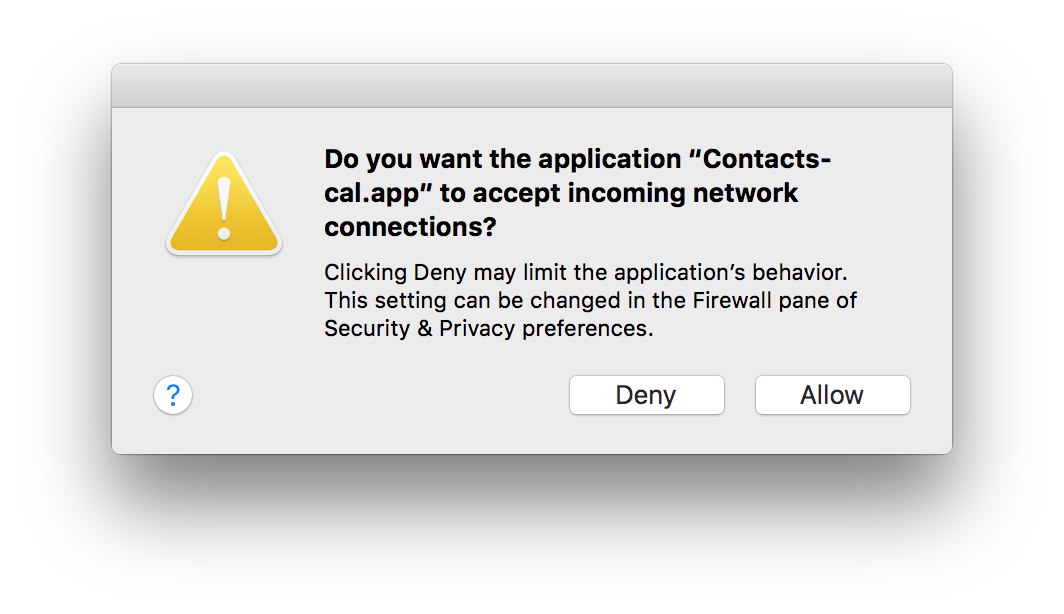 Do you want the application “Contacts-
cal.app” to accept incoming network
connections?
Clicking Deny may limit the application’s behavior.
This setting can be changed in the Firewall pane of
Security & Privacy preferences.
?
Deny
Allow